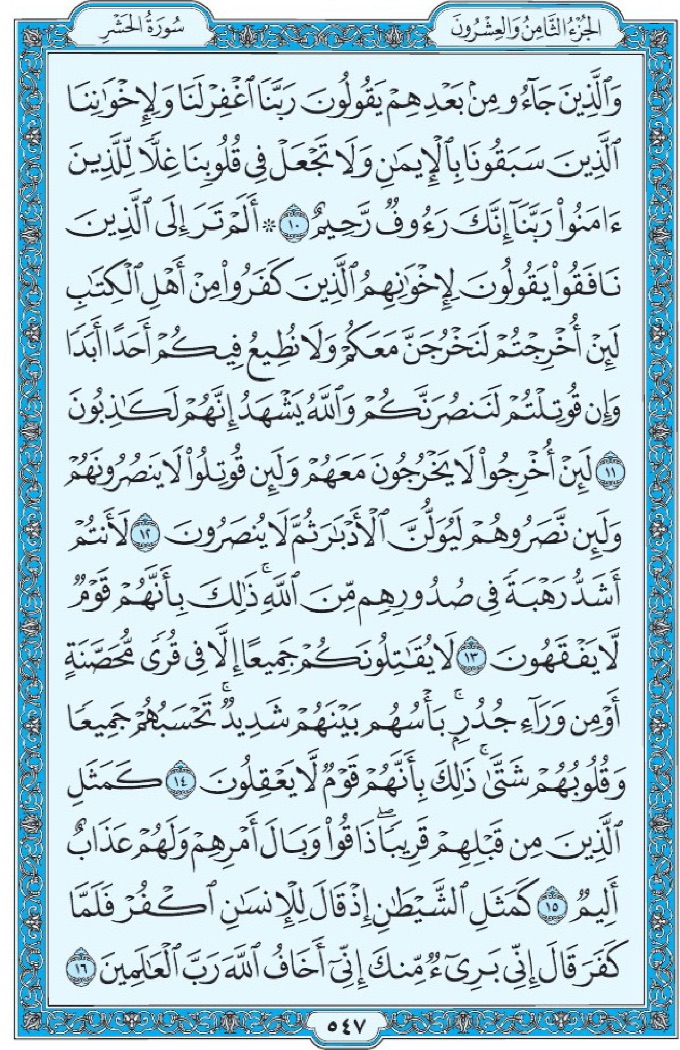 الجُزْءُ الثَّامِنُ وَالعِشْرُونَ
سُورَةُ الحَشْرِ
وَٱلَّذِينَ جَآءُو مِنۢ بَعْدِهِمْ يَقُولُونَ رَبَّنَا ٱغْفِرْ لَنَا وَلِإِخْوَٰنِنَا
ٱلَّذِينَ سَبَقُونَا بِٱلْإِيمَٰنِ وَلَا تَجْعَلْ فِى قُلُوبِنَا غِلًّا لِّلَّذِينَ
ءَامَنُوا۟ رَبَّنَآ إِنَّكَ رَءُوفٌ رَّحِيمٌ ١٠ ۞ أَلَمْ تَرَ إِلَى ٱلَّذِينَ
نَافَقُوا۟ يَقُولُونَ لِإِخْوَٰنِهِمُ ٱلَّذِينَ كَفَرُوا۟ مِنْ أَهْلِ ٱلْكِتَٰبِ
لَئِنْ أُخْرِجْتُمْ لَنَخْرُجَنَّ مَعَكُمْ وَلَا نُطِيعُ فِيكُمْ أَحَدًا أَبَدًا
وَإِن قُوتِلْتُمْ لَنَنصُرَنَّكُمْ وَٱللَّهُ يَشْهَدُ إِنَّهُمْ لَكَٰذِبُونَ
١١ لَئِنْ أُخْرِجُوا۟ لَا يَخْرُجُونَ مَعَهُمْ وَلَئِن قُوتِلُوا۟ لَا يَنصُرُونَهُمْ
وَلَئِن نَّصَرُوهُمْ لَيُوَلُّنَّ ٱلْأَدْبَٰرَ ثُمَّ لَا يُنصَرُونَ ١٢ لَأَنتُمْ
أَشَدُّ رَهْبَةً فِى صُدُورِهِم مِّنَ ٱللَّهِ ۚ ذَٰلِكَ بِأَنَّهُمْ قَوْمٌ
لَّا يَفْقَهُونَ ١٣ لَا يُقَٰتِلُونَكُمْ جَمِيعًا إِلَّا فِى قُرًى مُّحَصَّنَةٍ
أَوْ مِن وَرَآءِ جُدُرٍۭ ۚ بَأْسُهُم بَيْنَهُمْ شَدِيدٌ ۚ تَحْسَبُهُمْ جَمِيعًا
وَقُلُوبُهُمْ شَتَّىٰ ۚ ذَٰلِكَ بِأَنَّهُمْ قَوْمٌ لَّا يَعْقِلُونَ ١٤ كَمَثَلِ
ٱلَّذِينَ مِن قَبْلِهِمْ قَرِيبًا ۖ ذَاقُوا۟ وَبَالَ أَمْرِهِمْ وَلَهُمْ عَذَابٌ
أَلِيمٌ ١٥ كَمَثَلِ ٱلشَّيْطَٰنِ إِذْ قَالَ لِلْإِنسَٰنِ ٱكْفُرْ فَلَمَّا
كَفَرَ قَالَ إِنِّى بَرِىٓءٌ مِّنكَ إِنِّىٓ أَخَافُ ٱللَّهَ رَبَّ ٱلْعَٰلَمِينَ ١٦
٥٤٧